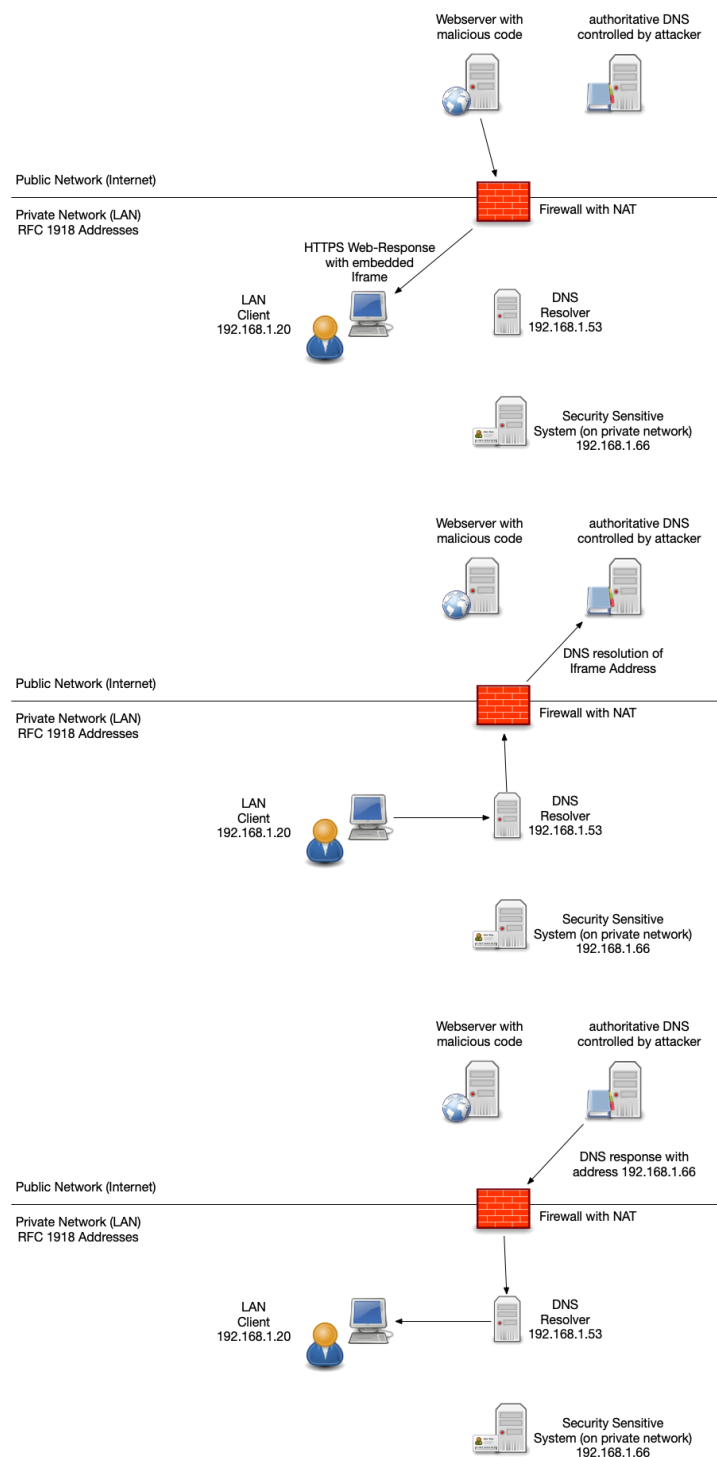 Webserver with
malicious code
authoritative DNS
controlled by attacker
Public Network (Internet)
Private Network (LAN)
RFC 1918 Addresses
Firewall with NAT
HTTPS Web-Response
with embedded
Iframe
LAN
Client
192.168.1.20
DNS
Resolver
192.168.1.53
Security Sensitive
System (on private network)
192.168.1.66
Webserver with
malicious code
authoritative DNS
controlled by attacker
DNS resolution of
Iframe Address
Public Network (Internet)
Private Network (LAN)
RFC 1918 Addresses
Firewall with NAT
LAN
Client
192.168.1.20
DNS
Resolver
192.168.1.53
Security Sensitive
System (on private network)
192.168.1.66
Webserver with
malicious code
authoritative DNS
controlled by attacker
DNS response with
address 192.168.1.66
Public Network (Internet)
Private Network (LAN)
RFC 1918 Addresses
Firewall with NAT
LAN
Client
192.168.1.20
DNS
Resolver
192.168.1.53
Security Sensitive
System (on private network)
192.168.1.66